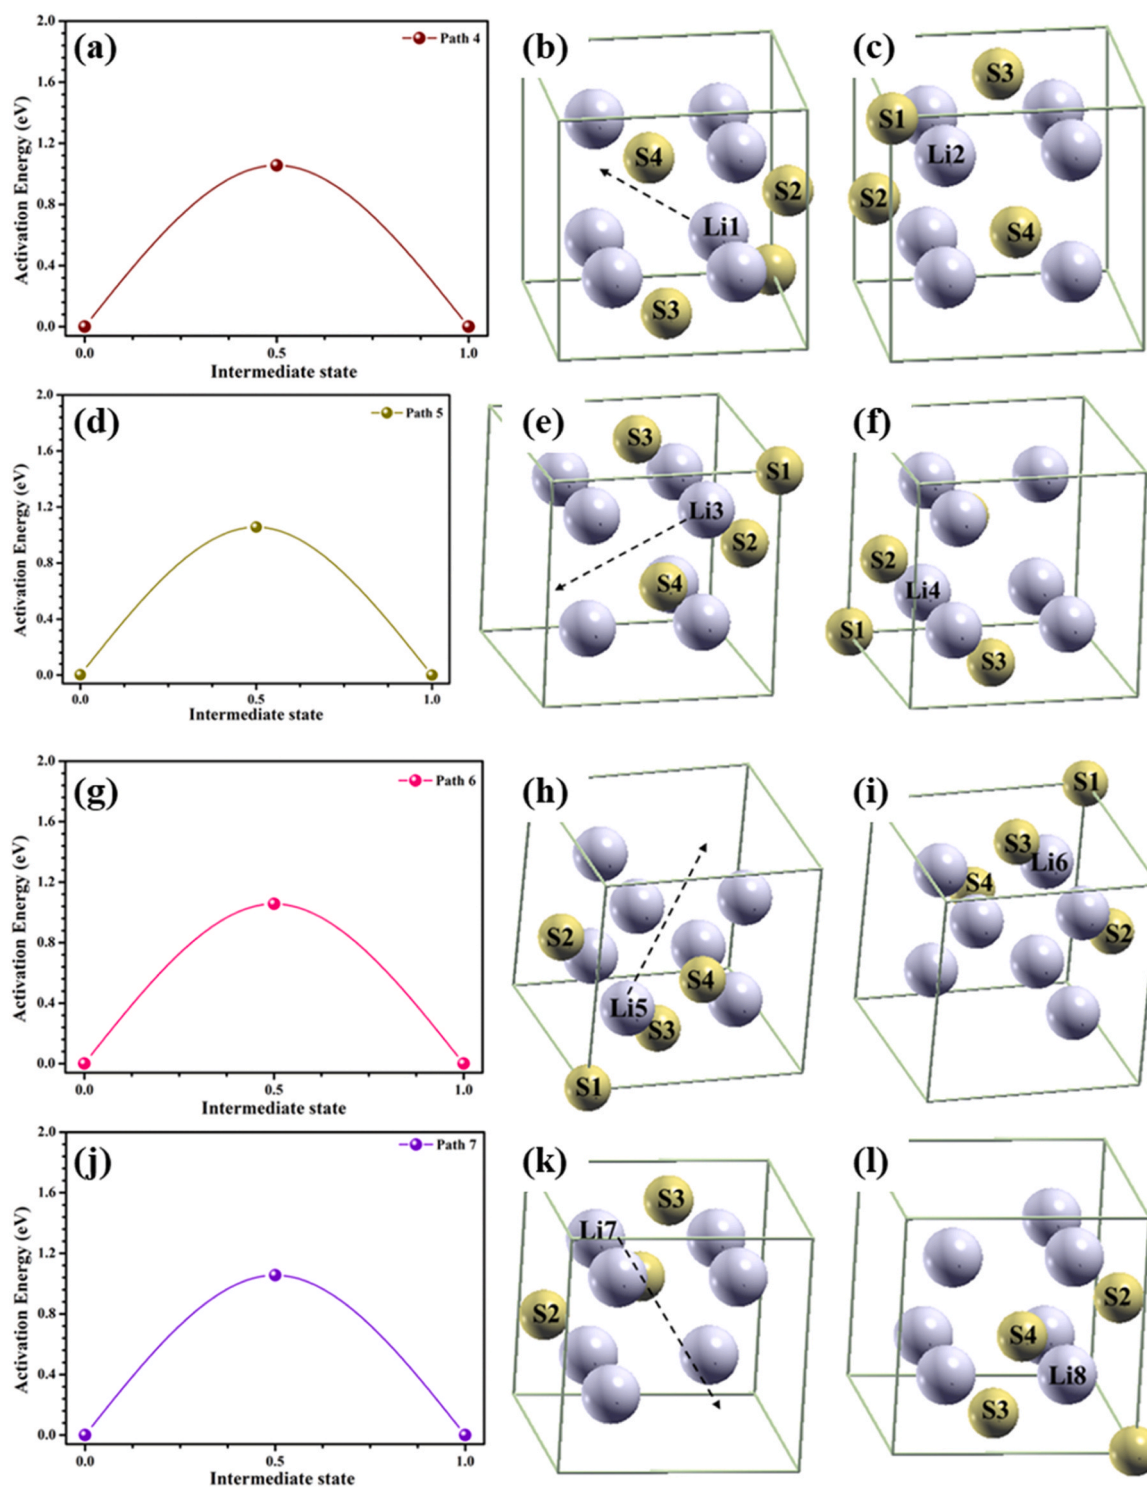 (a)
Path 4
2.0
1.6
1.2
0.8
0.4
0.0
Activation Energy (eV)
0.0 0.5 1.0
Intermediate state
(b)
S4
S2
Li1
S3
(c)
S3
S1
Li2
S2
S4
(d)
Path 5
2.0
1.6
1.2
0.8
0.4
0.0
Activation Energy (eV)
0.0 0.5 1.0
Intermediate state
(e)
S3
S1
Li3
S2
S4
(f)
S2
Li4
S1
S3
(g)
Path 6
2.0
1.6
1.2
0.8
0.4
0.0
Activation Energy (eV)
0.0 0.5 1.0
Intermediate state
(h)
S2
S4
Li5
S3
S1
(i)
S1
S3
Li6
S4
S2
(j)
Path 7
2.0
1.6
1.2
0.8
0.4
0.0
Activation Energy (eV)
0.0 0.5 1.0
Intermediate state
(k)
S3
Li7
S2
(l)
S2
S4
Li8
S3